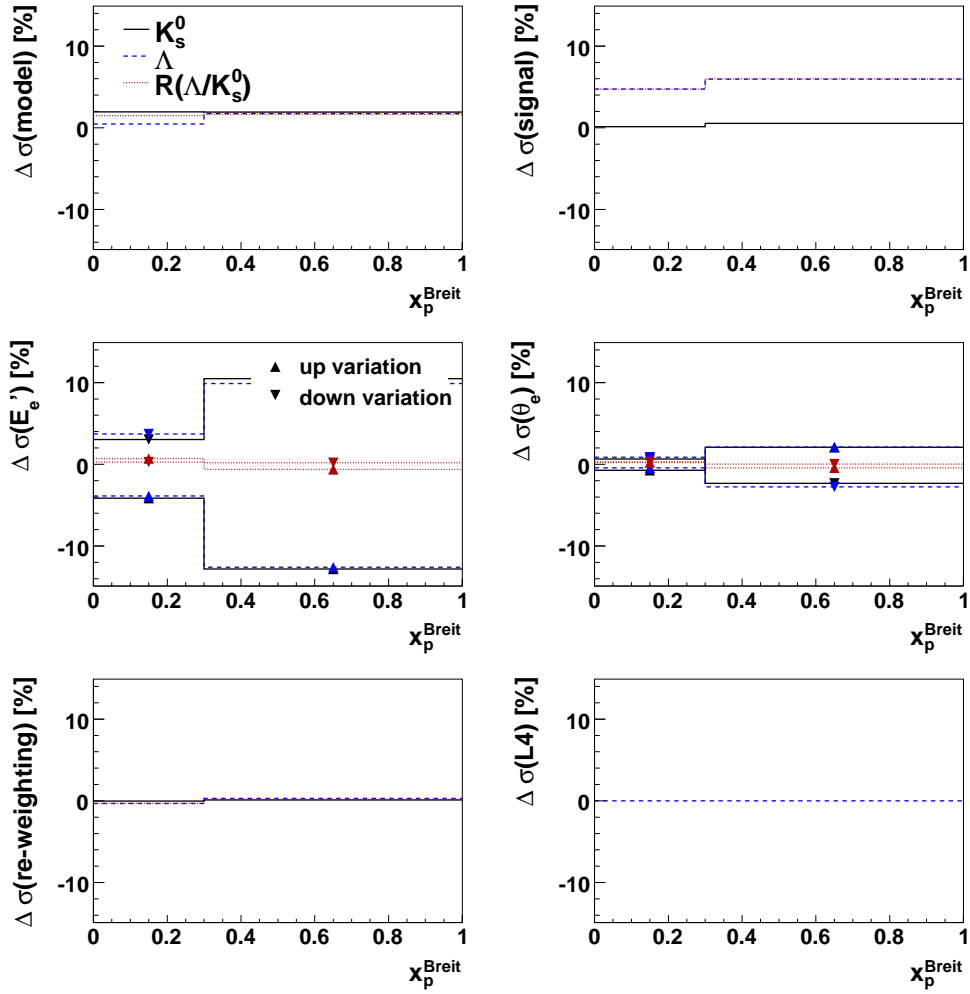 Δ σ(model) [%]
10
0
-10
K_s^0
Λ
R(Λ/K_s^0)
0 0.2 0.4 0.6 0.8 1
x_p^Breit
Δ σ(signal) [%]
10
0
-10
0 0.2 0.4 0.6 0.8 1
x_p^Breit
Δ σ(E_e') [%]
10
0
-10
up variation
down variation
0 0.2 0.4 0.6 0.8 1
x_p^Breit
Δ σ(θ_e) [%]
10
0
-10
0 0.2 0.4 0.6 0.8 1
x_p^Breit
Δ σ(re-weighting) [%]
10
0
-10
0 0.2 0.4 0.6 0.8 1
x_p^Breit
Δ σ(L4) [%]
10
0
-10
0 0.2 0.4 0.6 0.8 1
x_p^Breit